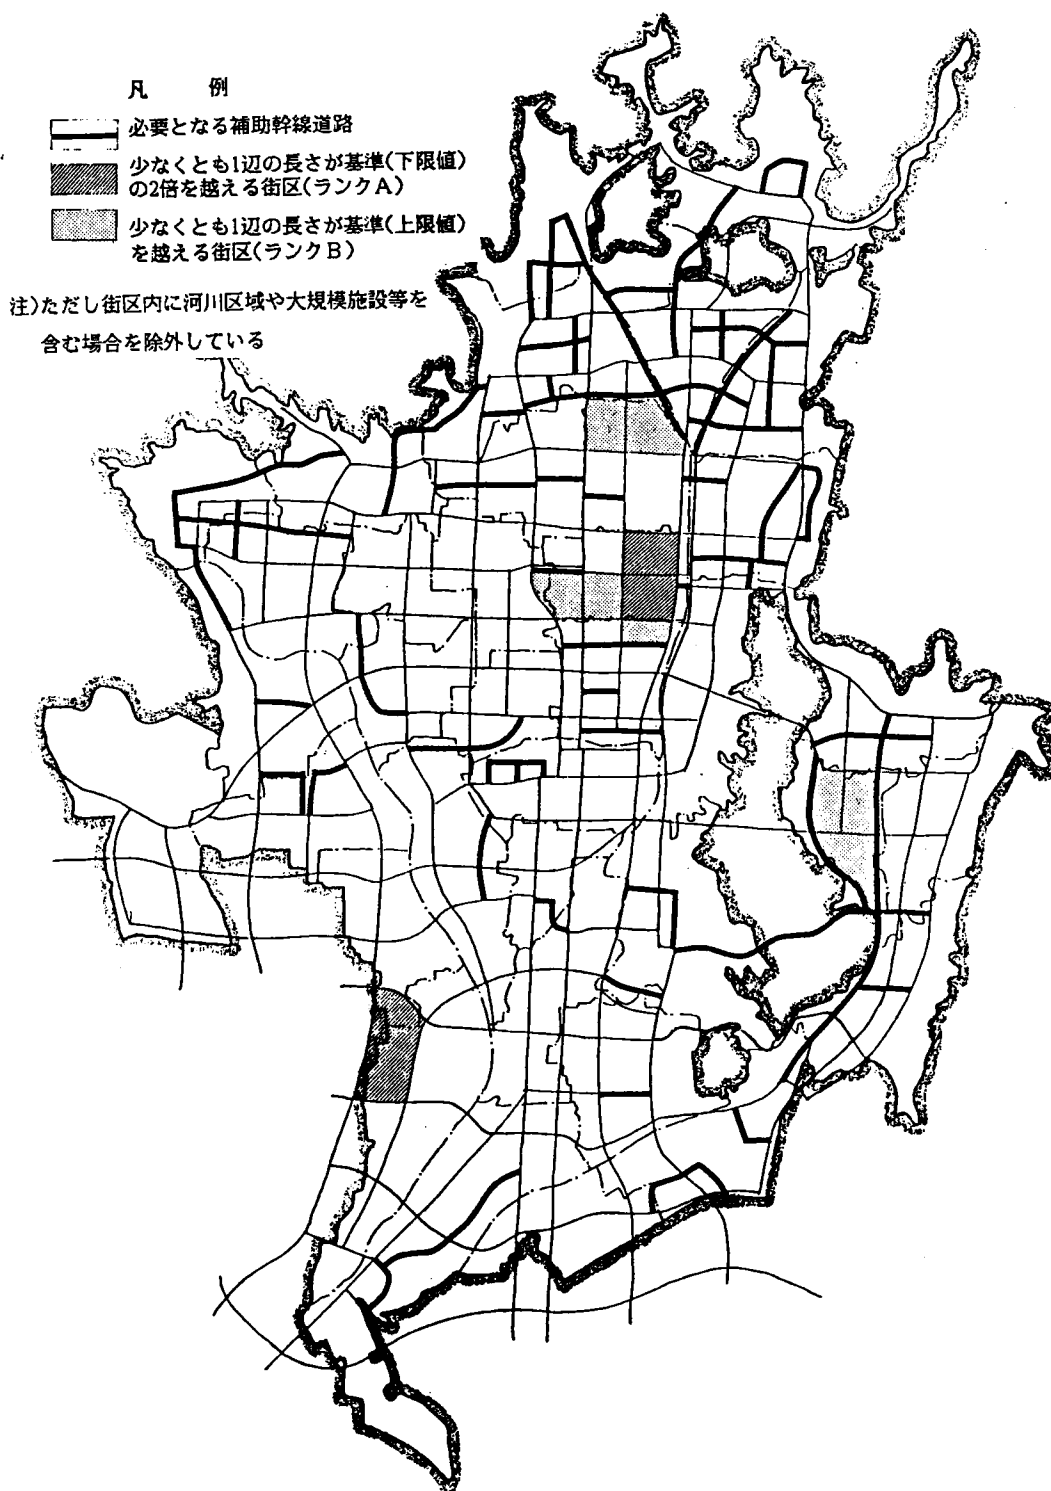 凡 例
必要となる補助幹線道路
少なくとも1辺の長さが基準(下限値)
の2倍を越える街区(ランクA)
少なくとも1辺の長さが基準(上限値)
を越える街区(ランクB)
注)ただし街区内に河川区域や大規模施設等を
含む場合を除外している